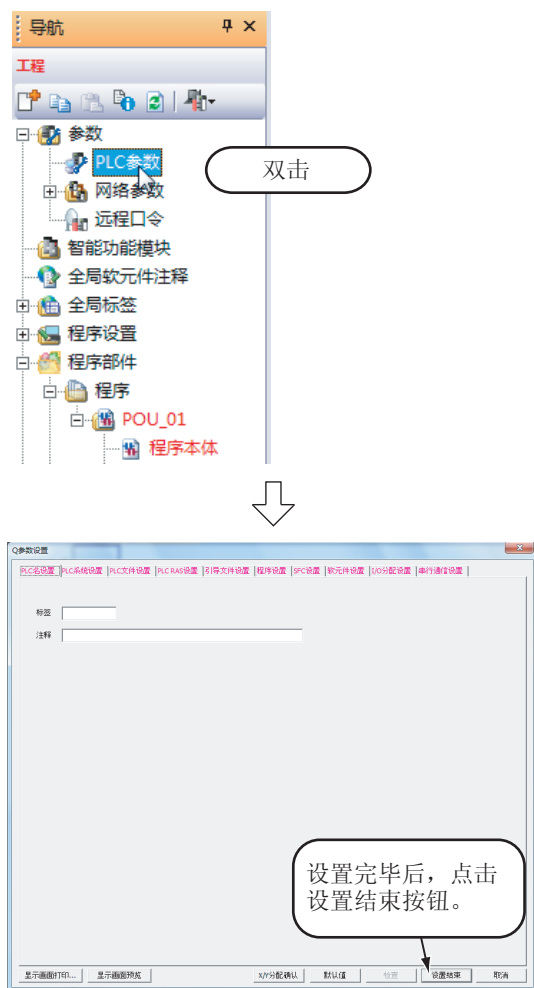 导航
工程
参数
PLC参数
双击
网络参数
远程口令
智能功能模块
全局软元件注释
全局标签
程序设置
程序部件
程序
POU_01
程序本体
Q参数设置
PLC名设置 PLC系统设置 PLC文件设置 PLC RAS设置 引导文件设置 程序设置 SFC设置 软元件设置 I/O分配设置 串行通信设置
标签
注释
设置完毕后，点击
设置结束按钮。
显示画面打印... 显示画面预览 X/Y分配确认 默认值 检查 设置结束 取消